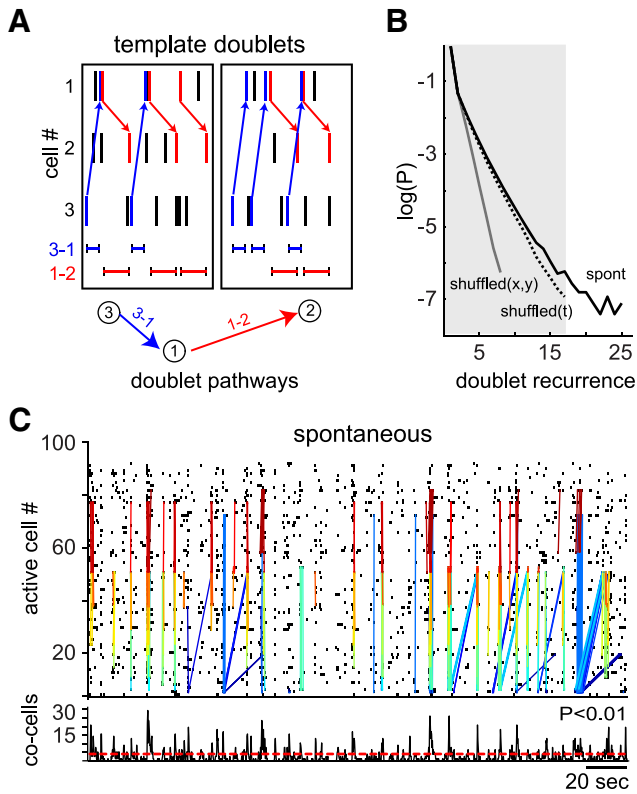 A
template doublets
cell #
1
2
3
3-1
1-2
3
3-1
1
1-2
2
doublet pathways
B
log(P)
-1
-3
-5
-7
shuffled(x,y)
shuffled(t)
spont
5
15
25
doublet recurrence
C
spontaneous
active cell #
100
60
20
co-cells
30
15
P<0.01
20 sec